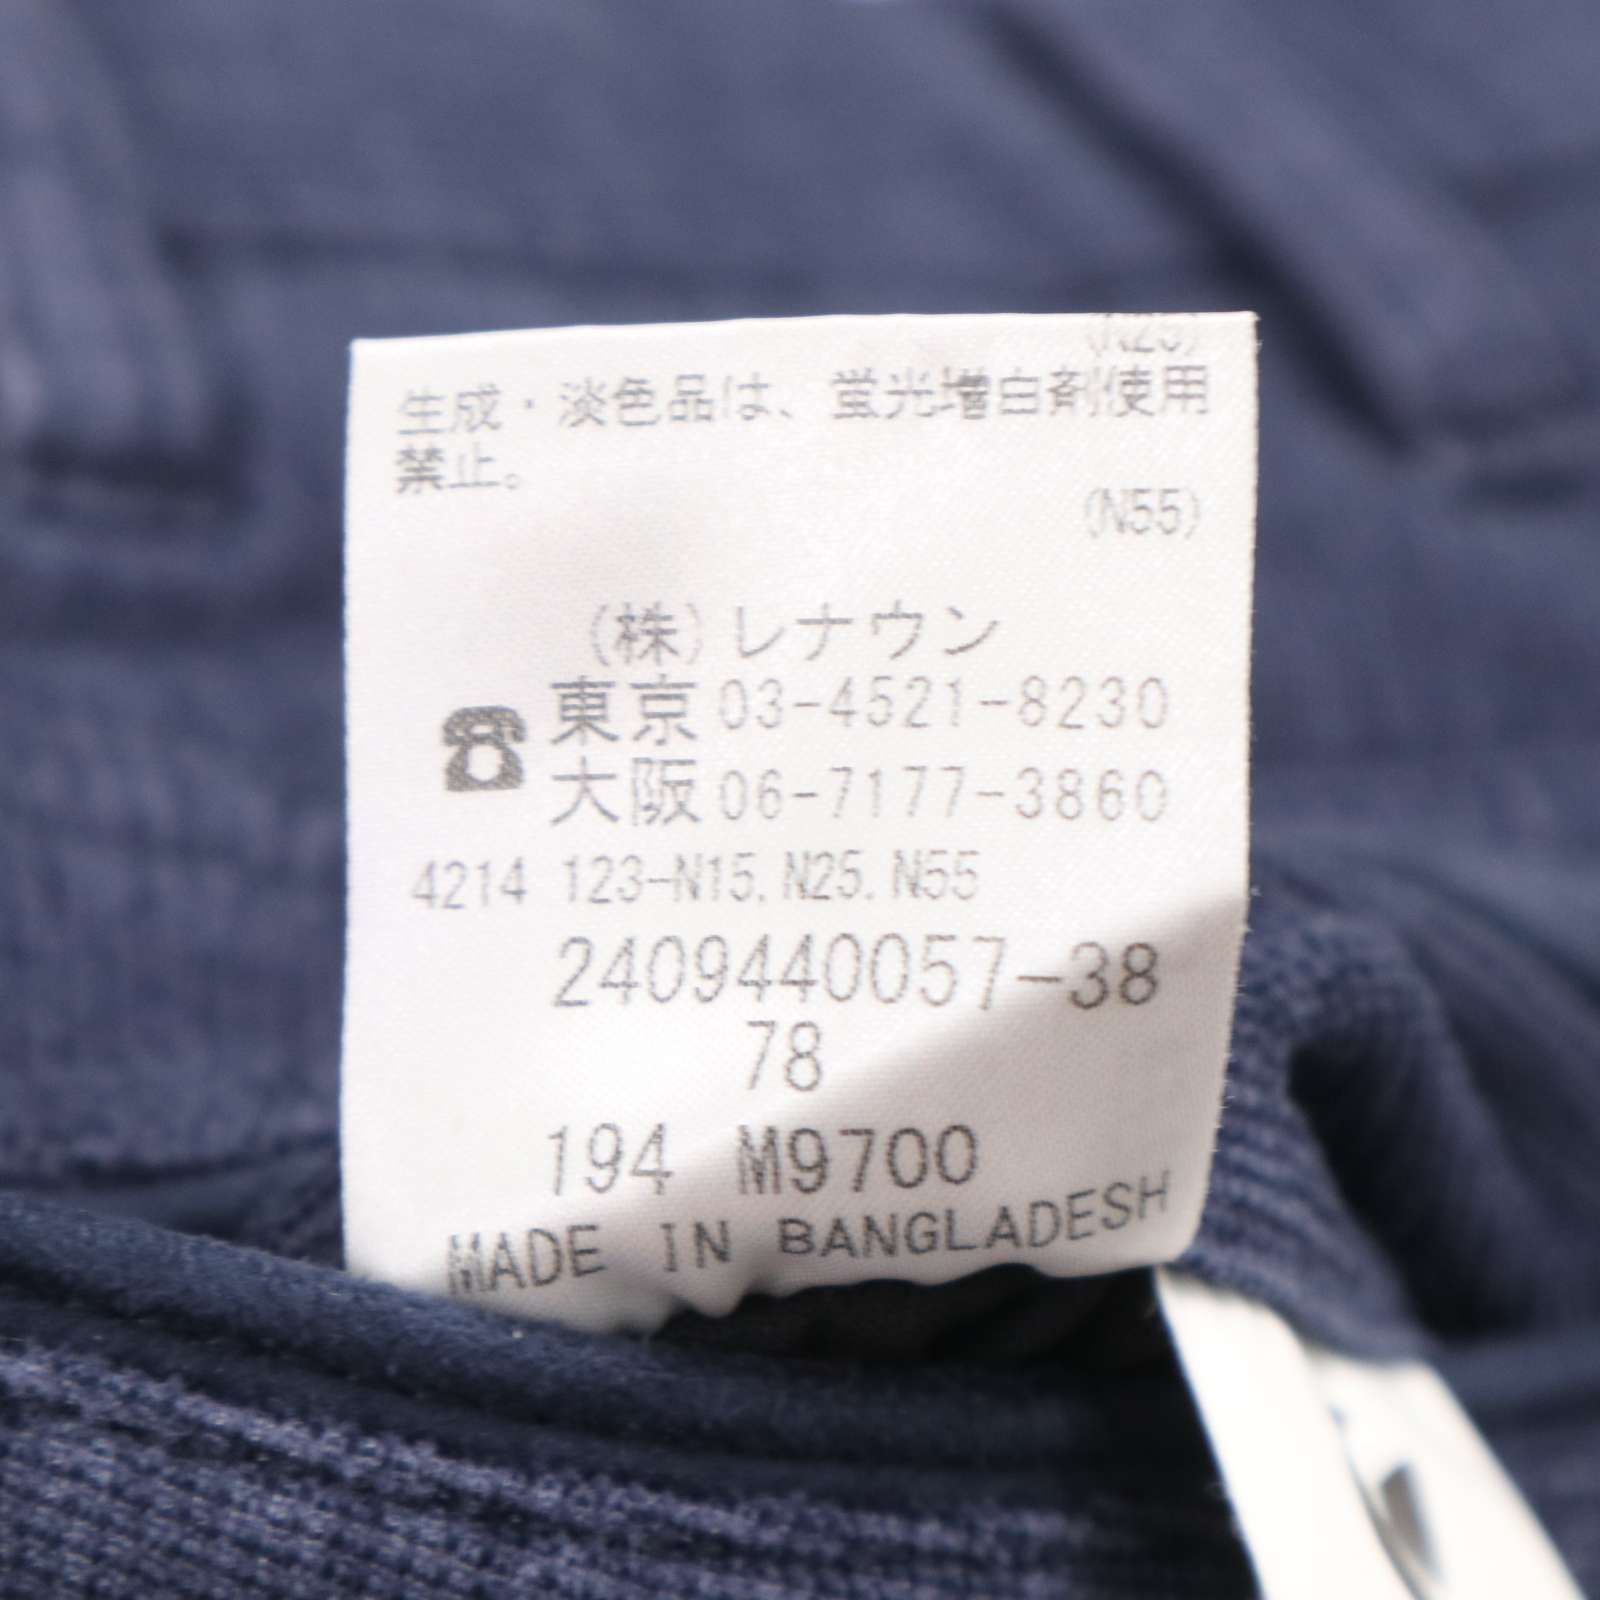 (N25)
生成・淡色品は、蛍光増白剤使用
禁止。
(N55)
(株)レナウン
東京 03-4521-8230
大阪 06-7177-3860
4214 123-N15. N25. N55
2409440057-38
78
194 M9700
MADE IN BANGLADESH